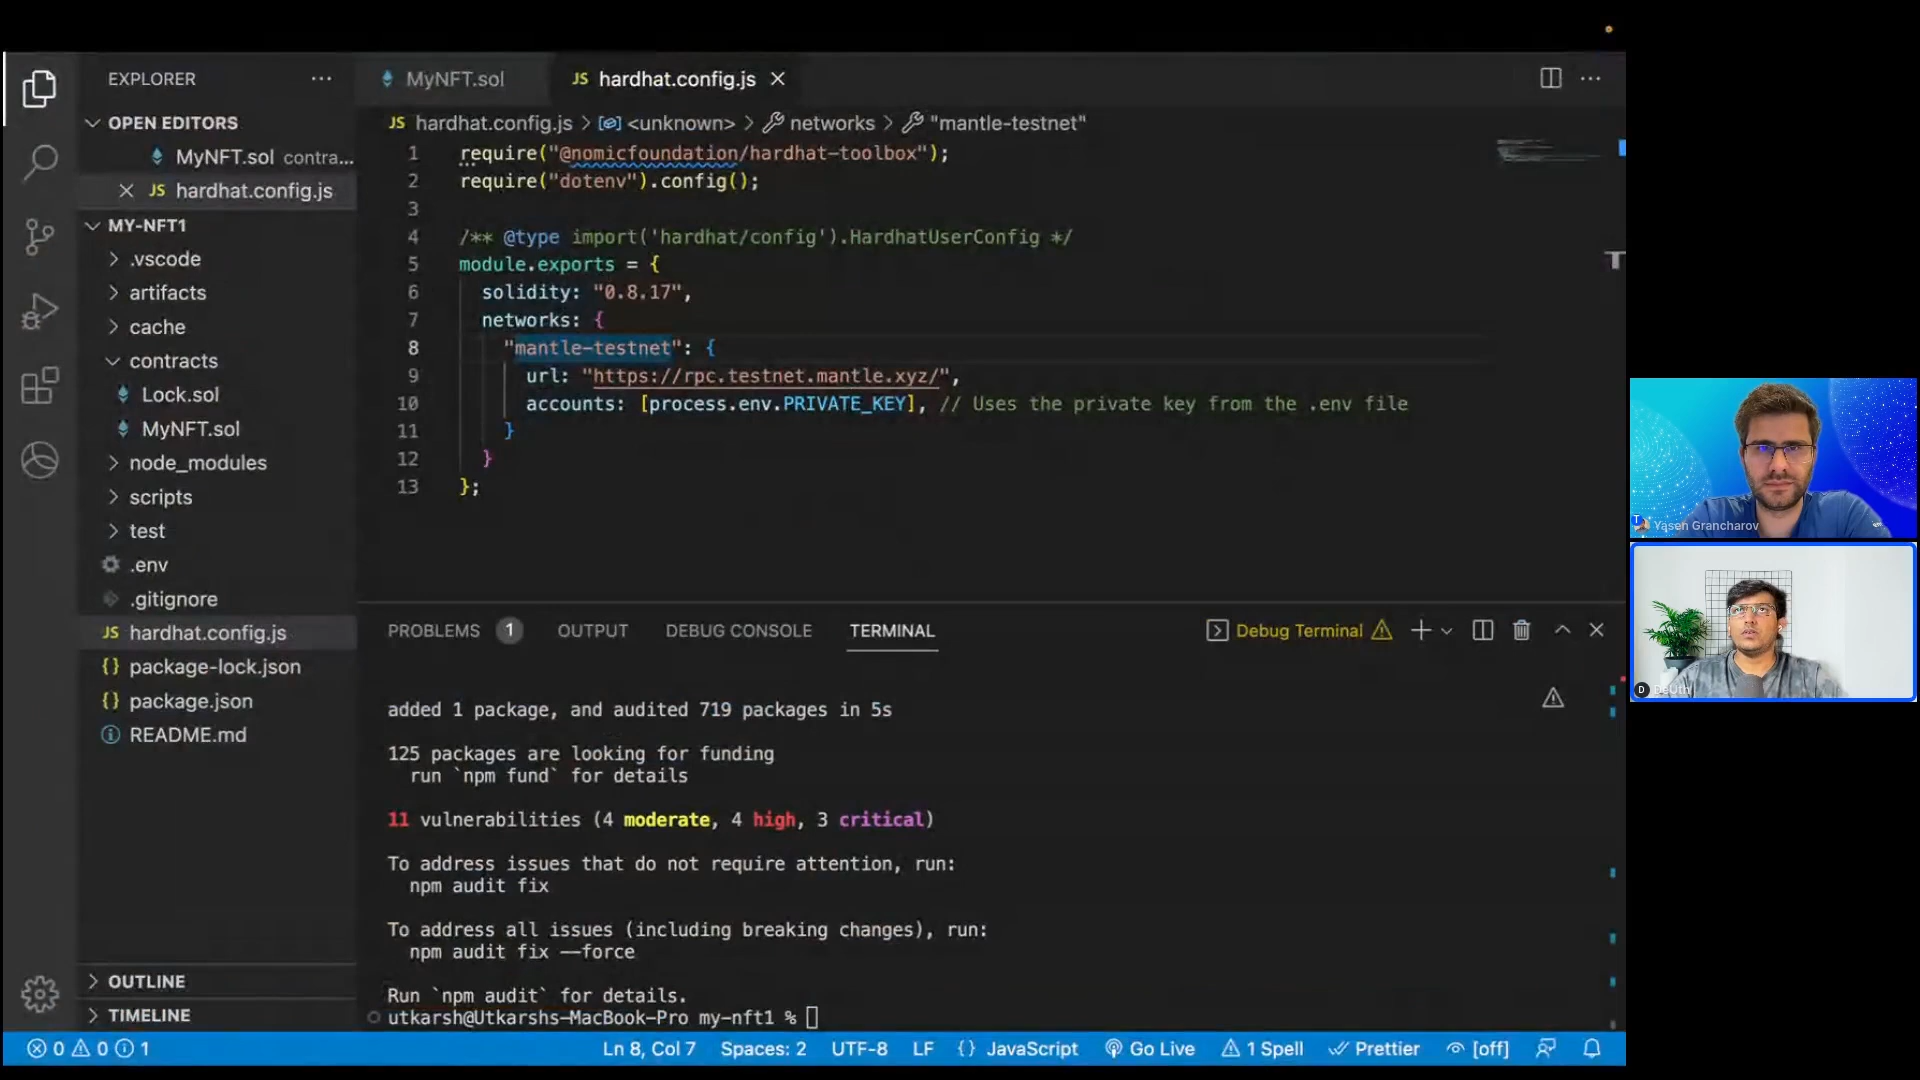 EXPLORER
OPEN EDITORS
MyNFT.sol contra...
hardhat.config.js
MY-NFT1
.vscode
artifacts
cache
contracts
Lock.sol
MyNFT.sol
node_modules
scripts
test
.env
.gitignore
JS hardhat.config.js
{} package-lock.json
{} package.json
README.md
OUTLINE
TIMELINE
MyNFT.sol
JS hardhat.config.js
JS hardhat.config.js > <unknown> > networks > "mantle-testnet"
1 require("@nomicfoundation/hardhat-toolbox");
2 require("dotenv").config();
3
4 /** @type import('hardhat/config').HardhatUserConfig */
5 module.exports = {
6 solidity: "0.8.17",
7 networks: {
8 "mantle-testnet": {
9 url: "https://rpc.testnet.mantle.xyz/",
10 accounts: [process.env.PRIVATE_KEY], // Uses the private key from the .env file
11 }
12 }
13 };
PROBLEMS 1 OUTPUT DEBUG CONSOLE TERMINAL
Debug Terminal
added 1 package, and audited 719 packages in 5s
125 packages are looking for funding
run `npm fund` for details
11 vulnerabilities (4 moderate, 4 high, 3 critical)
To address issues that do not require attention, run:
npm audit fix
To address all issues (including breaking changes), run:
npm audit fix --force
Run `npm audit` for details.
utkarsh@Utkarshs-MacBook-Pro my-nft1 %
0 0 1
Ln 8, Col 7 Spaces: 2 UTF-8 LF {} JavaScript Go Live 1 Spell Prettier [off]
Yasen Grancharov
D